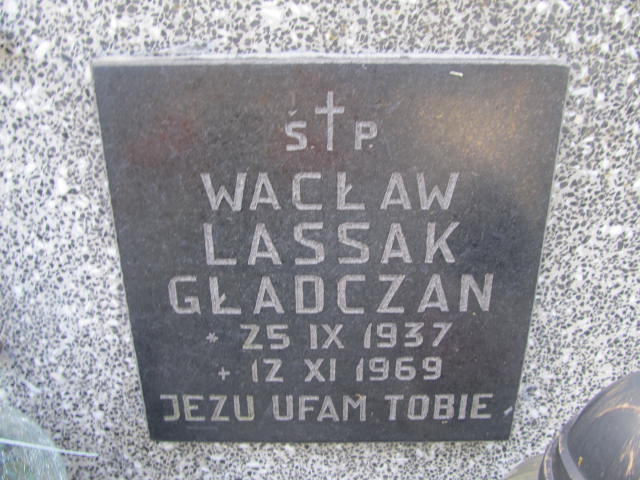 Ś.†P.
WACŁAW
LASSAK
GŁADCZAN
* 25 IX 1937
+ 12 XI 1969
JEZU UFAM TOBIE